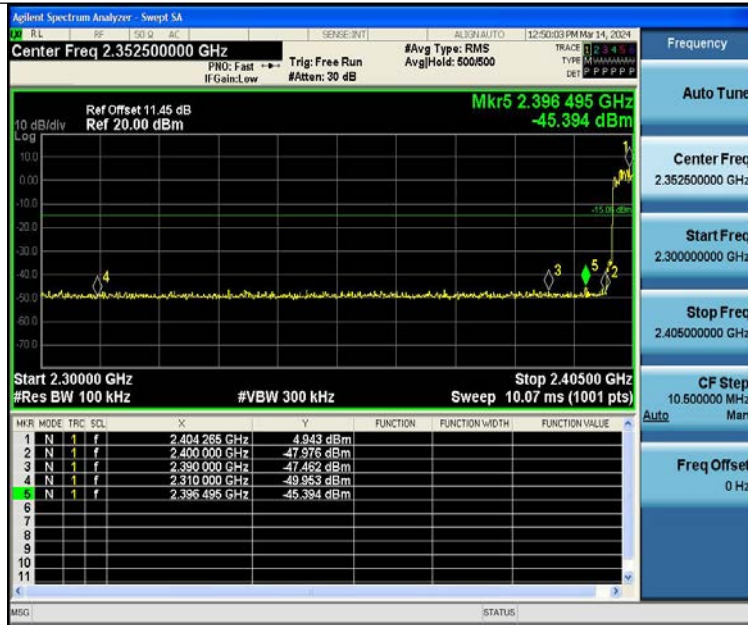 Agilent Spectrum Analyzer - Swept SA
RL RF 50 Ω AC SENSE:INT ALIGN AUTO 12:50:03 PM Mar 14, 2024
Center Freq 2.352500000 GHz #Avg Type: RMS TRACE 1 2 3 4 5 6
PNO: Fast Trig: Free Run Avg|Hold: 500/500 TYPE MWWWWW
IFGain:Low #Atten: 30 dB DET P P P P P
Ref Offset 11.45 dB Mkr5 2.396 495 GHz
10 dB/div Ref 20.00 dBm -45.394 dBm
Log
10.0
0.00
-10.0
-15.06 dBm
-20.0
-30.0
-40.0
-50.0
-60.0
-70.0
1
4 3 5 2
Start 2.30000 GHz Stop 2.40500 GHz
#Res BW 100 kHz #VBW 300 kHz Sweep 10.07 ms (1001 pts)
MKR MODE TRC SCL X Y FUNCTION FUNCTION WIDTH FUNCTION VALUE
1 N 1 f 2.404 265 GHz 4.943 dBm
2 N 1 f 2.400 000 GHz -47.976 dBm
3 N 1 f 2.390 000 GHz -47.462 dBm
4 N 1 f 2.310 000 GHz -49.953 dBm
5 N 1 f 2.396 495 GHz -45.394 dBm
6
7
8
9
10
11
MSG STATUS
Frequency
Auto Tune
Center Freq
2.352500000 GHz
Start Freq
2.300000000 GHz
Stop Freq
2.405000000 GHz
CF Step
10.500000 MHz
Auto Man
Freq Offset
0 Hz